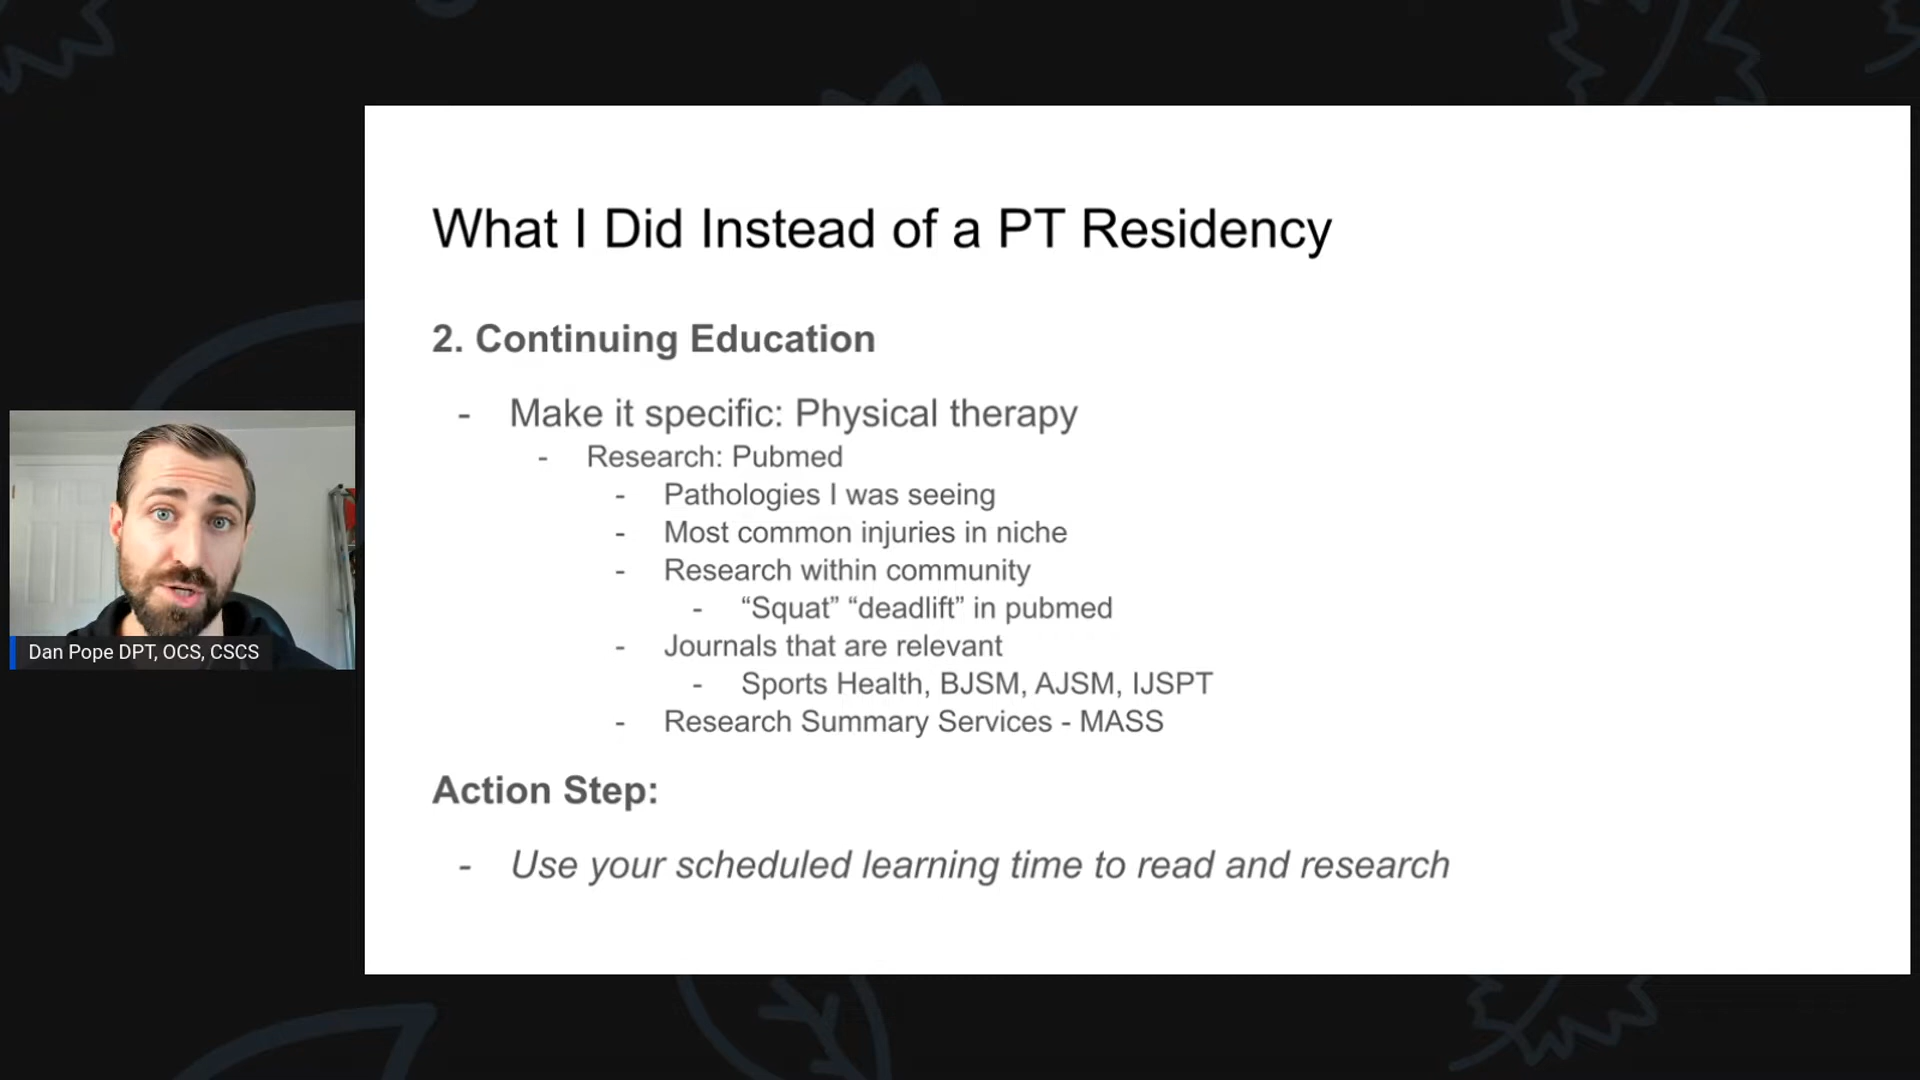 What I Did Instead of a PT Residency
2. Continuing Education
- Make it specific: Physical therapy
- Research: Pubmed
- Pathologies I was seeing
- Most common injuries in niche
- Research within community
- “Squat” “deadlift” in pubmed
- Journals that are relevant
- Sports Health, BJSM, AJSM, IJSPT
- Research Summary Services - MASS
Action Step:
- Use your scheduled learning time to read and research
Dan Pope DPT, OCS, CSCS